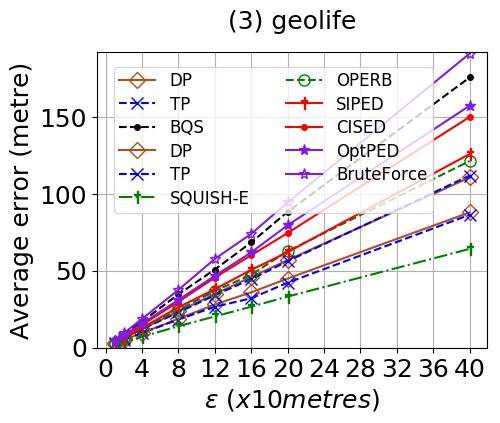 (3) geolife
Average error (metre)
150
100
50
0
DP
TP
BQS
DP
TP
SQUISH-E
OPERB
SIPED
CISED
OptPED
BruteForce
0 4 8 12 16 20 24 28 32 36 40
ε (x10metres)